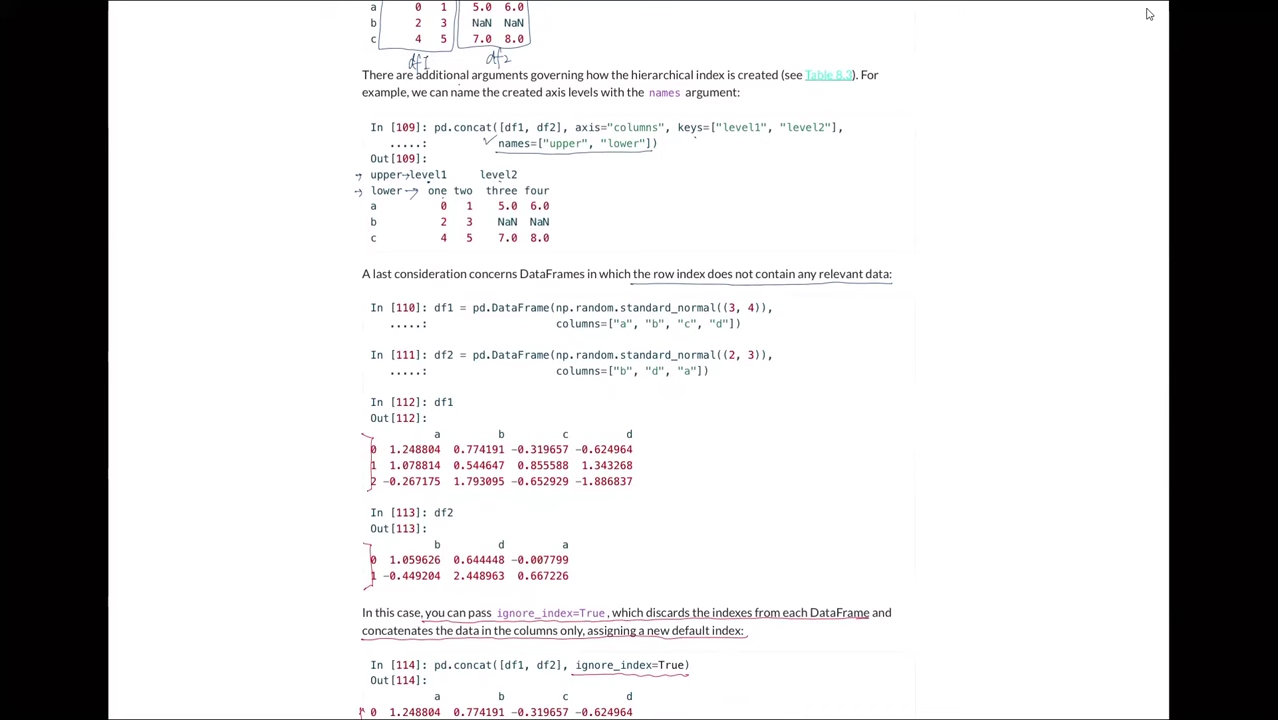 a 0 1 5.0 6.0
b 2 3 NaN NaN
c 4 5 7.0 8.0
df1 df2
There are additional arguments governing how the hierarchical index is created (see Table 8.3). For
example, we can name the created axis levels with the names argument:
In [109]: pd.concat([df1, df2], axis="columns", keys=["level1", "level2"],
.....: names=["upper", "lower"])
Out[109]:
upper level1 level2
lower one two three four
a 0 1 5.0 6.0
b 2 3 NaN NaN
c 4 5 7.0 8.0
A last consideration concerns DataFrames in which the row index does not contain any relevant data:
In [110]: df1 = pd.DataFrame(np.random.standard_normal((3, 4)),
.....: columns=["a", "b", "c", "d"])
In [111]: df2 = pd.DataFrame(np.random.standard_normal((2, 3)),
.....: columns=["b", "d", "a"])
In [112]: df1
Out[112]:
a b c d
0 1.248804 0.774191 -0.319657 -0.624964
1 1.078814 0.544647 0.855588 1.343268
2 -0.267175 1.793095 -0.652929 -1.886837
In [113]: df2
Out[113]:
b d a
0 1.059626 0.644448 -0.007799
1 -0.449204 2.448963 0.667226
In this case, you can pass ignore_index=True, which discards the indexes from each DataFrame and
concatenates the data in the columns only, assigning a new default index:
In [114]: pd.concat([df1, df2], ignore_index=True)
Out[114]:
a b c d
0 1.248804 0.774191 -0.319657 -0.624964